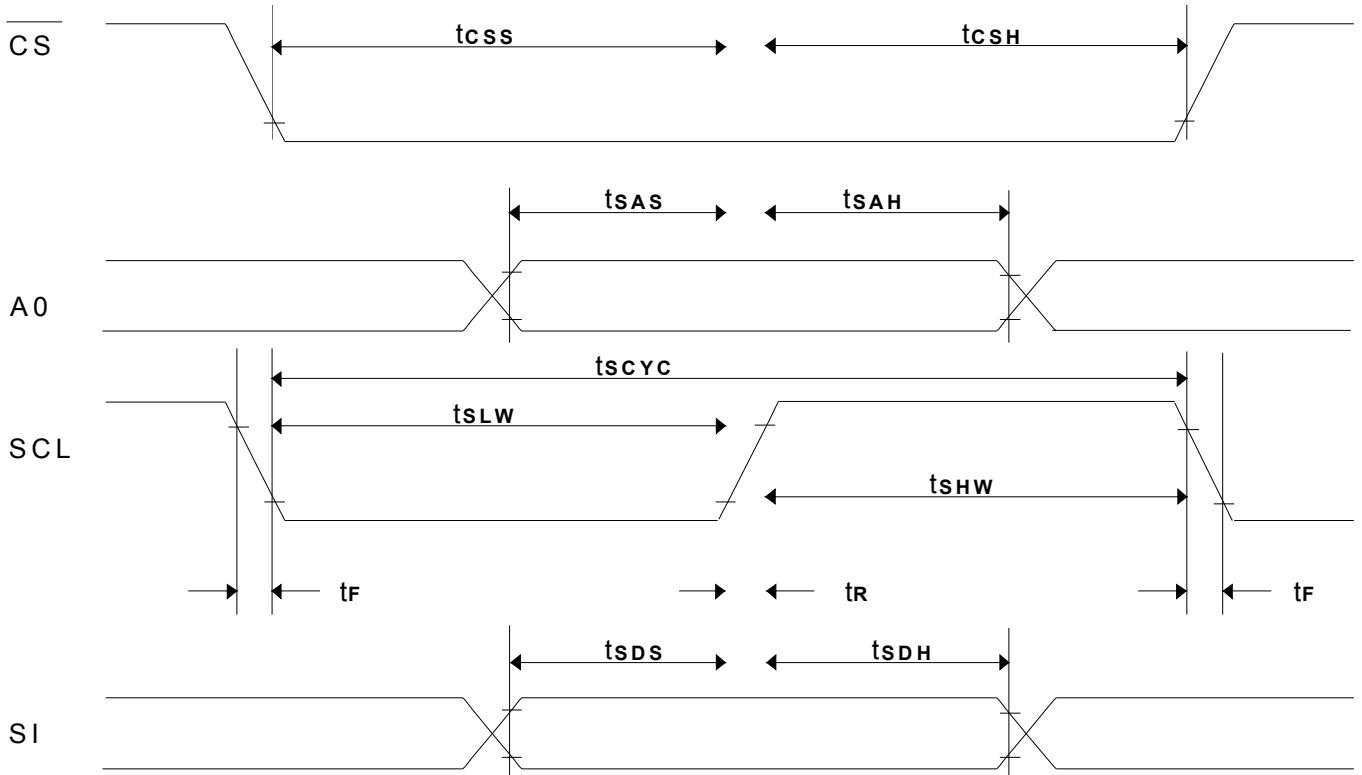 CS
tCSS
tCSH
tSAS
tSAH
A0
tSCYC
tSLW
SCL
tSHW
tF
tR
tF
tSDS
tSDH
SI